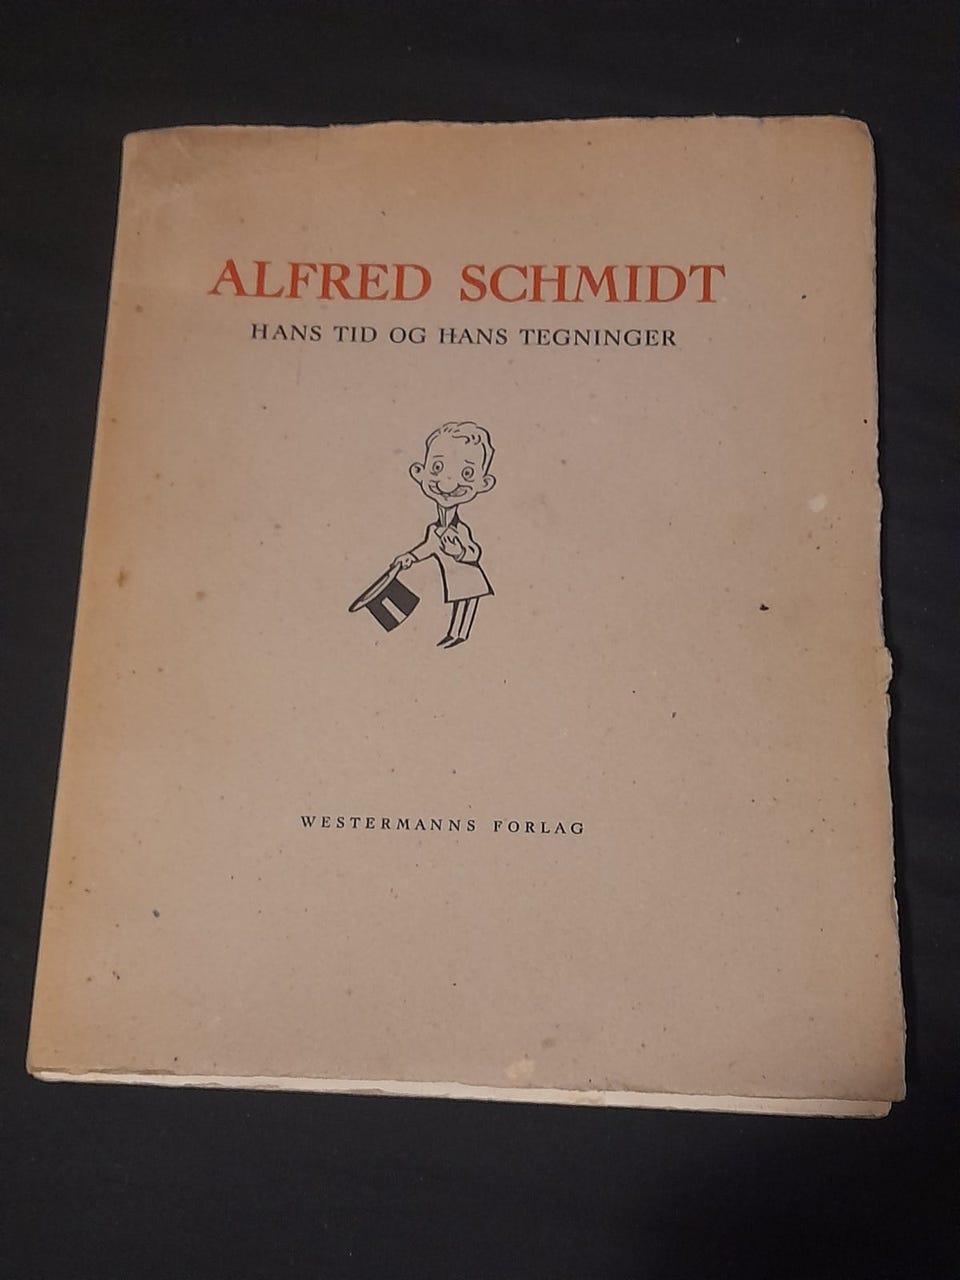 ALFRED SCHMIDT
HANS TID OG HANS TEGNINGER
WESTERMANNS FORLAG